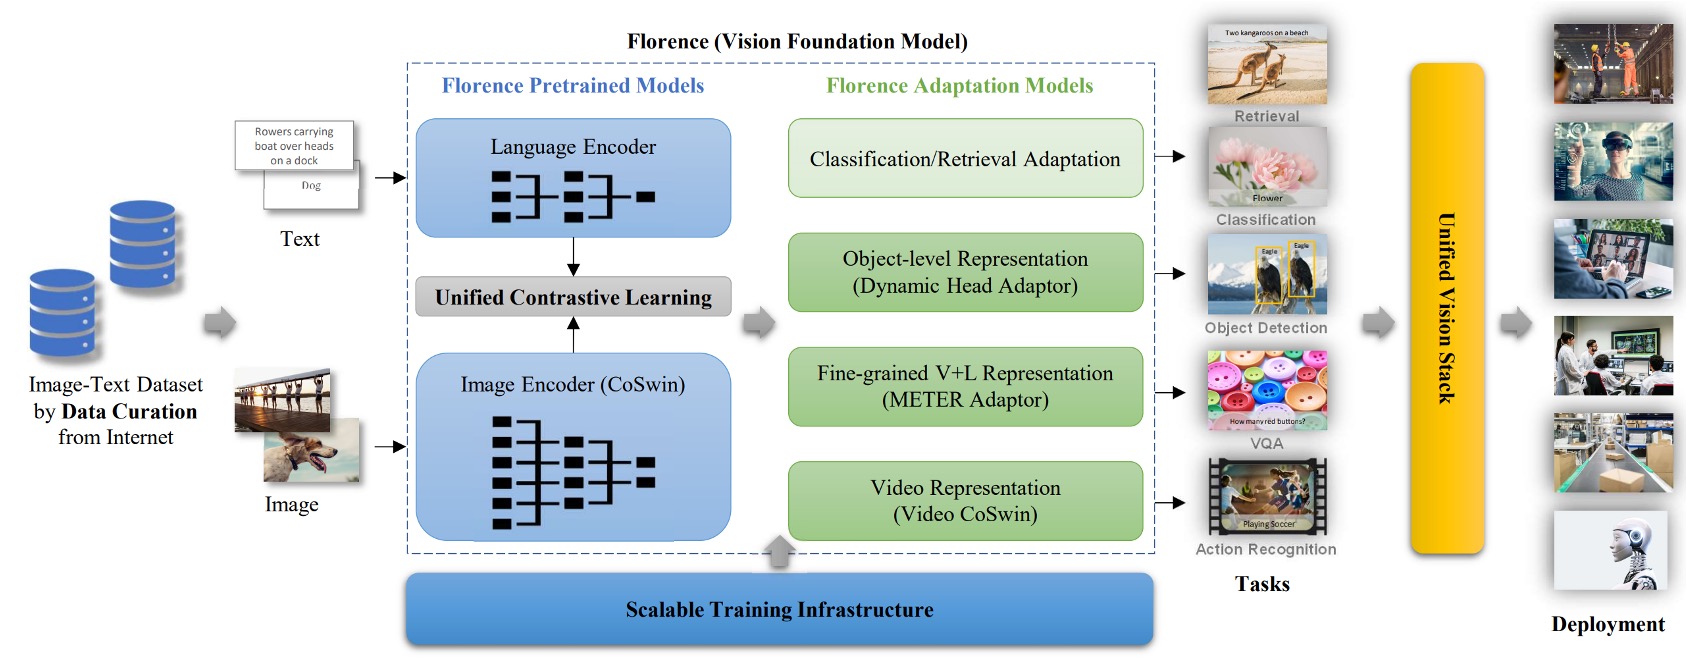 Florence (Vision Foundation Model)
Florence Pretrained Models
Florence Adaptation Models
Rowers carrying
boat over heads
on a dock
Dog
Text
Image-Text Dataset
by Data Curation
from Internet
Image
Language Encoder
Unified Contrastive Learning
Image Encoder (CoSwin)
Classification/Retrieval Adaptation
Object-level Representation
(Dynamic Head Adaptor)
Fine-grained V+L Representation
(METER Adaptor)
Video Representation
(Video CoSwin)
Scalable Training Infrastructure
Two kangaroos on a beach
Retrieval
Flower
Classification
Eagle
Eagle
Object Detection
How many red buttons?
VQA
Playing Soccer
Action Recognition
Tasks
Unified Vision Stack
Deployment